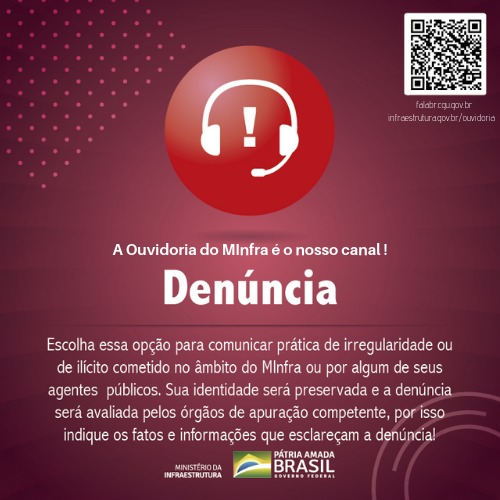 falabr.cgu.gov.br
infraestrutura.gov.br/ouvidoria
!
A Ouvidoria do MInfra é o nosso canal !
Denúncia
Escolha essa opção para comunicar prática de irregularidade ou
de ilícito cometido no âmbito do MInfra ou por algum de seus
agentes públicos. Sua identidade será preservada e a denúncia
será avaliada pelos órgãos de apuração competente, por isso
indique os fatos e informações que esclareçam a denúncia!
MINISTÉRIO DA
INFRAESTRUTURA
PÁTRIA AMADA
BRASIL
GOVERNO FEDERAL